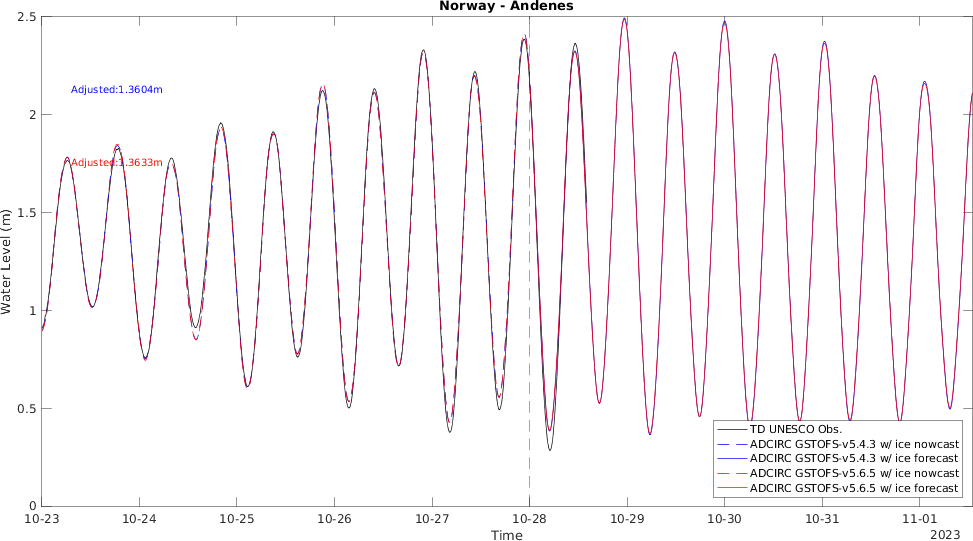 Norway - Andenes
2.5
2
1.5
1
0.5
0
Water Level (m)
Adjusted:1.3604m
Adjusted:1.3633m
TD UNESCO Obs.
ADCIRC GSTOFS-v5.4.3 w/ ice nowcast
ADCIRC GSTOFS-v5.4.3 w/ ice forecast
ADCIRC GSTOFS-v5.6.5 w/ ice nowcast
ADCIRC GSTOFS-v5.6.5 w/ ice forecast
10-23 10-24 10-25 10-26 10-27 10-28 10-29 10-30 10-31 11-01
Time
2023